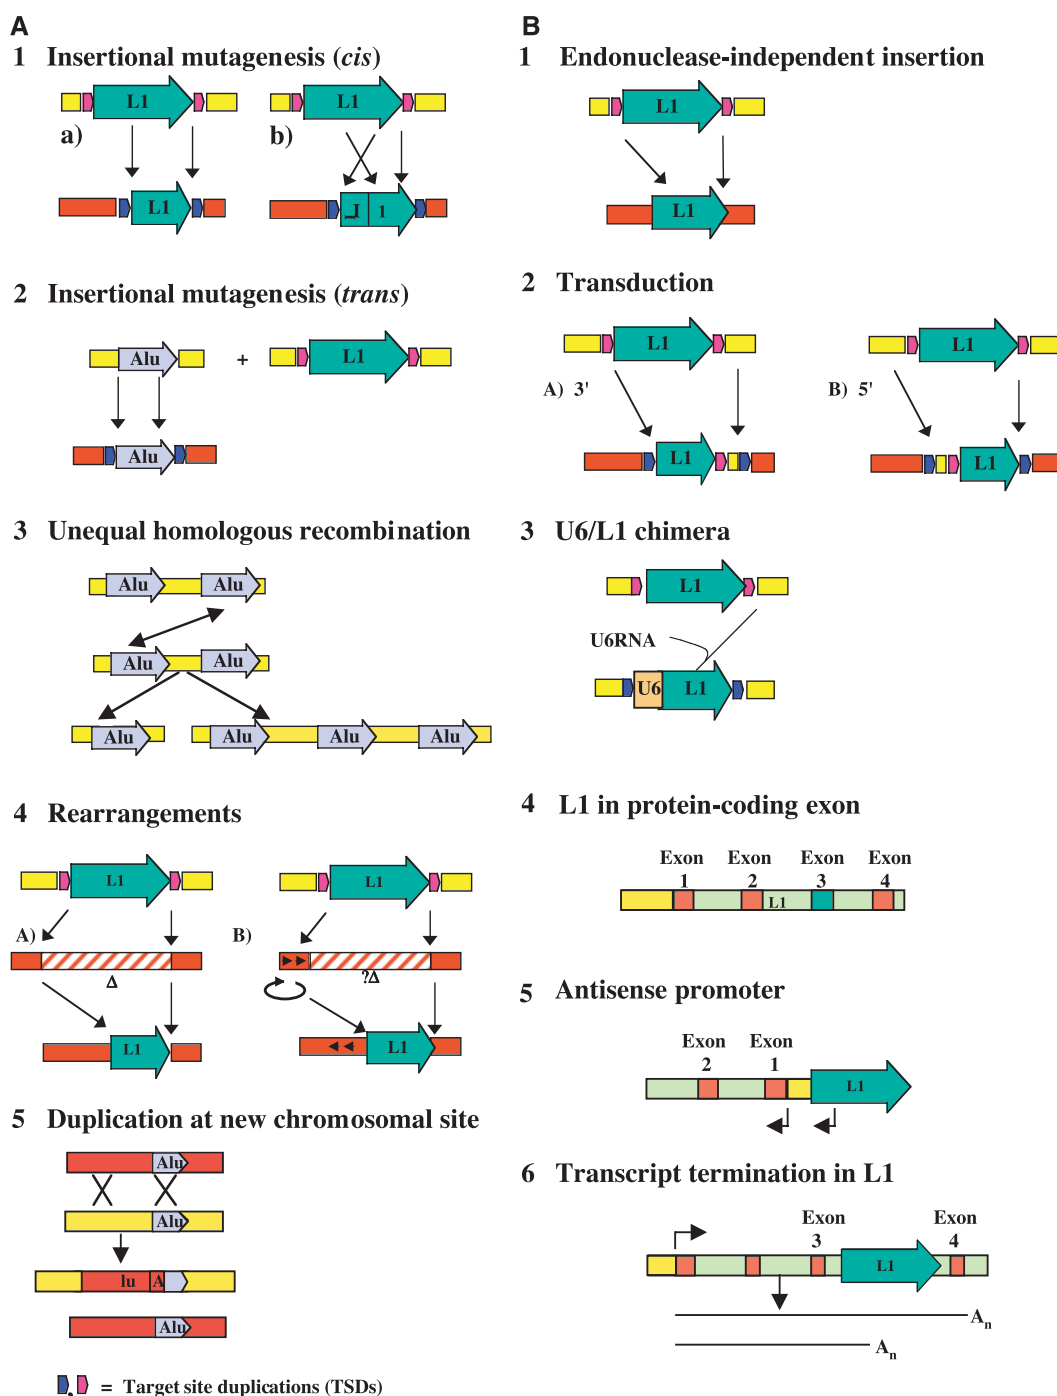 A
1 Insertional mutagenesis (cis)
L1
L1
a)
b)
L1
L 1
2 Insertional mutagenesis (trans)
Alu
+
L1
Alu
3 Unequal homologous recombination
Alu
Alu
Alu
Alu
Alu
Alu
Alu
Alu
4 Rearrangements
L1
L1
A)
B)
Δ
?Δ
L1
L1
5 Duplication at new chromosomal site
Alu
Alu
lu A
Alu
, = Target site duplications (TSDs)
B
1 Endonuclease-independent insertion
L1
L1
2 Transduction
L1
L1
A) 3'
B) 5'
L1
L1
3 U6/L1 chimera
L1
U6RNA
U6
L1
4 L1 in protein-coding exon
Exon 1
Exon 2
Exon 3
Exon 4
L1
5 Antisense promoter
Exon 2
Exon 1
L1
6 Transcript termination in L1
Exon 3
Exon 4
L1
An
An